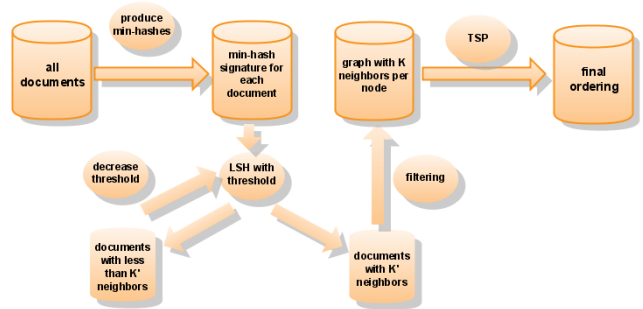 produce
min-hashes
all
documents
min-hash
signature for
each
document
graph with K
neighbors per
node
TSP
final
ordering
decrease
threshold
LSH with
threshold
filtering
documents
with less
than K'
neighbors
documents
with K'
neighbors